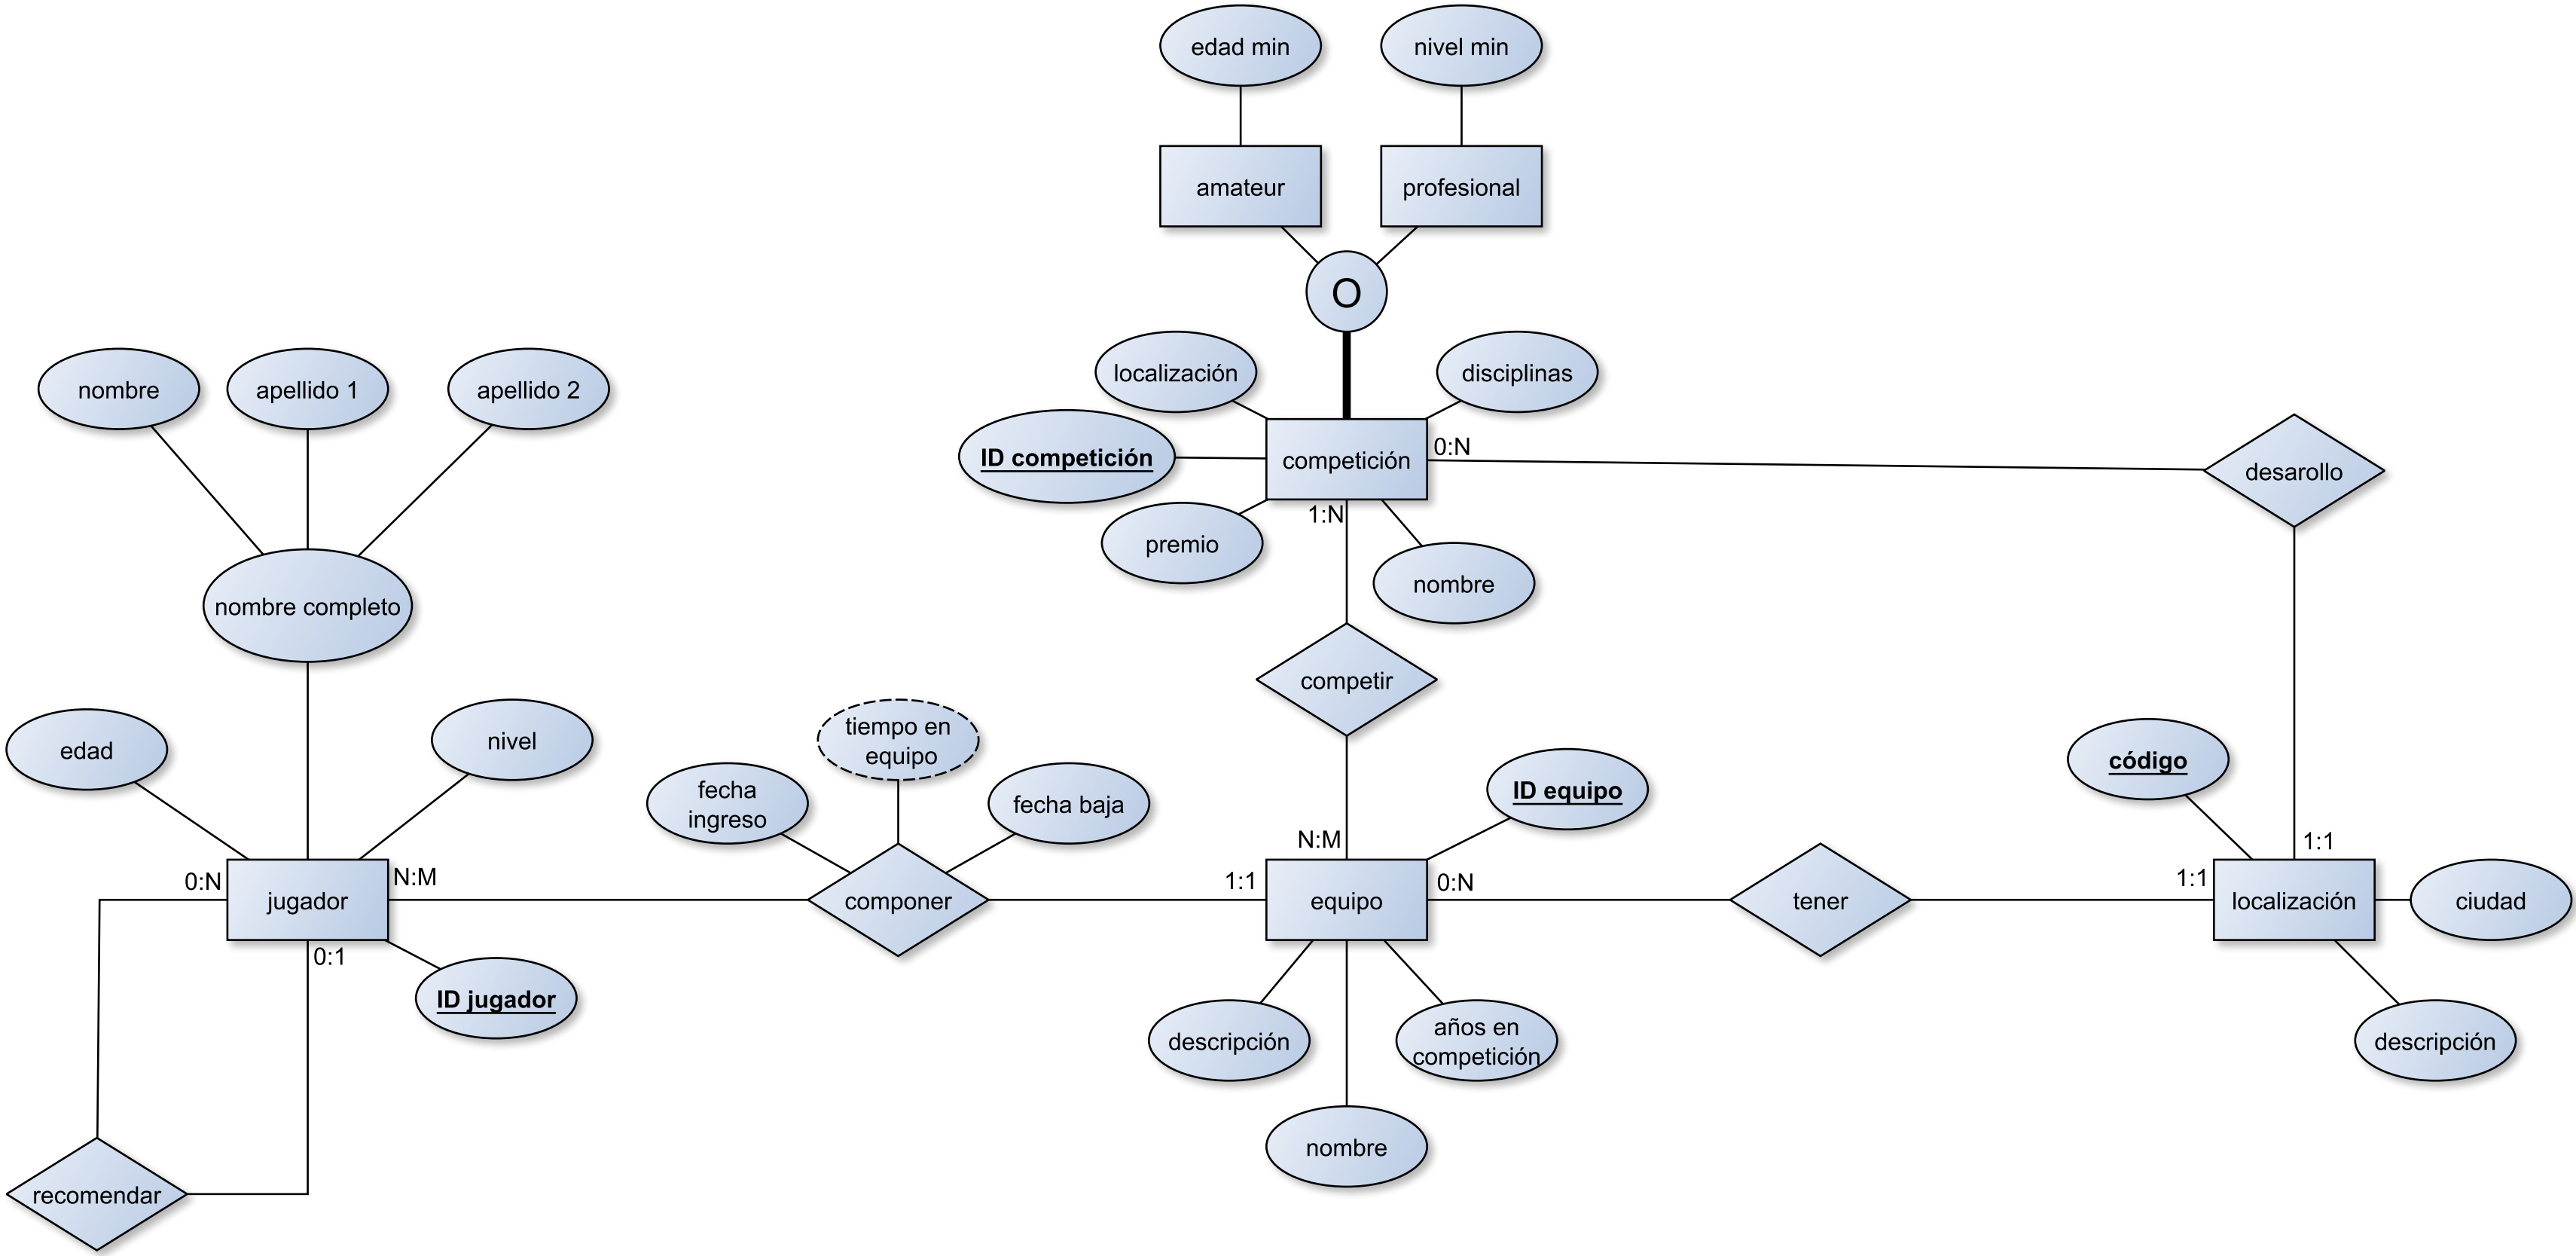 edad min
nivel min
amateur
profesional
O
localización
disciplinas
nombre
apellido 1
apellido 2
ID competición
competición
0:N
desarollo
1:N
premio
nombre
nombre completo
competir
edad
nivel
tiempo en
equipo
fecha
ingreso
fecha baja
ID equipo
código
N:M
1:1
0:N
N:M
1:1
0:N
1:1
jugador
componer
equipo
tener
localización
ciudad
0:1
ID jugador
descripción
años en
competición
descripción
nombre
recomendar